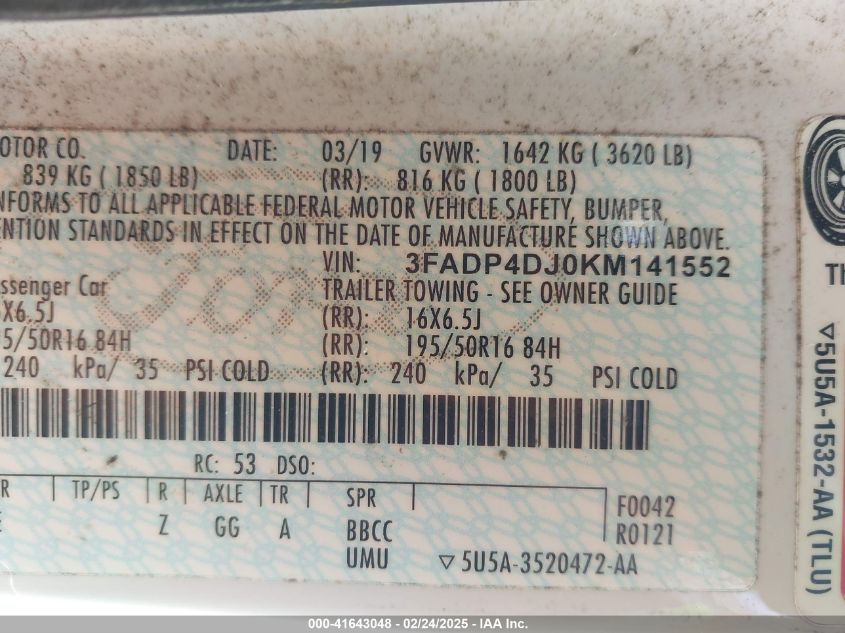 OTOR CO. DATE: 03/19 GVWR: 1642 KG ( 3620 LB)
839 KG ( 1850 LB) (RR): 816 KG ( 1800 LB)
NFORMS TO ALL APPLICABLE FEDERAL MOTOR VEHICLE SAFETY, BUMPER,
ENTION STANDARDS IN EFFECT ON THE DATE OF MANUFACTURE SHOWN ABOVE.
VIN: 3FADP4DJ0KM141552
ssenger Car TRAILER TOWING - SEE OWNER GUIDE
X6.5J (RR): 16X6.5J
5/50R16 84H (RR): 195/50R16 84H
240 kPa/ 35 PSI COLD (RR): 240 kPa/ 35 PSI COLD
RC: 53 DSO:
R TP/PS R AXLE TR SPR
Z GG A BBCC
UMU
F0042
R0121
▽5U5A-3520472-AA
TH
▽5U5A-1532-AA (TLU)
000-41643048 - 02/24/2025 - IAA Inc.